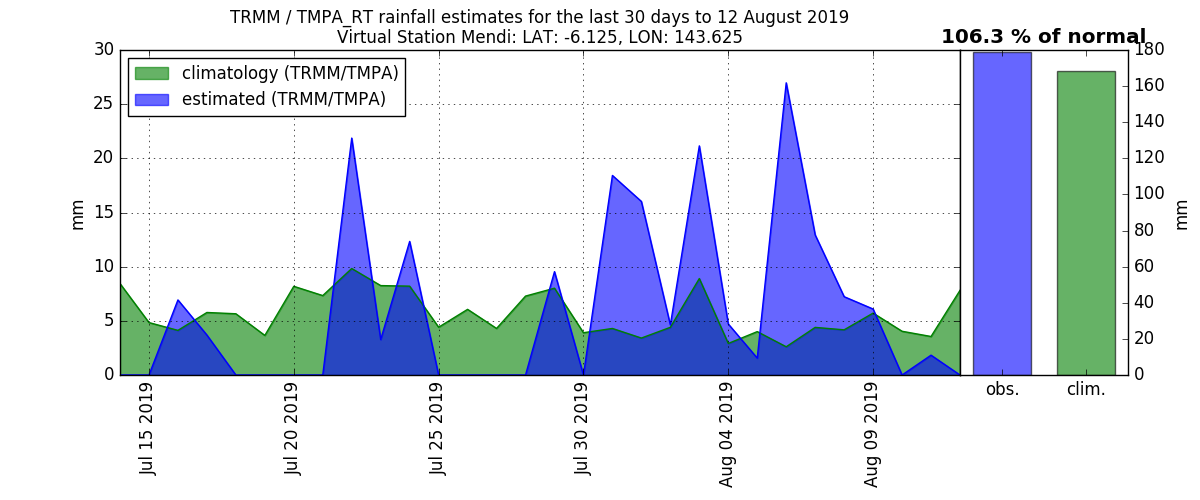 TRMM / TMPA_RT rainfall estimates for the last 30 days to 12 August 2019
Virtual Station Mendi: LAT: -6.125, LON: 143.625
106.3 % of normal
climatology (TRMM/TMPA)
estimated (TRMM/TMPA)
30
25
20
15
10
5
0
mm
180
160
140
120
100
80
60
40
20
0
mm
Jul 15 2019
Jul 20 2019
Jul 25 2019
Jul 30 2019
Aug 04 2019
Aug 09 2019
obs.
clim.